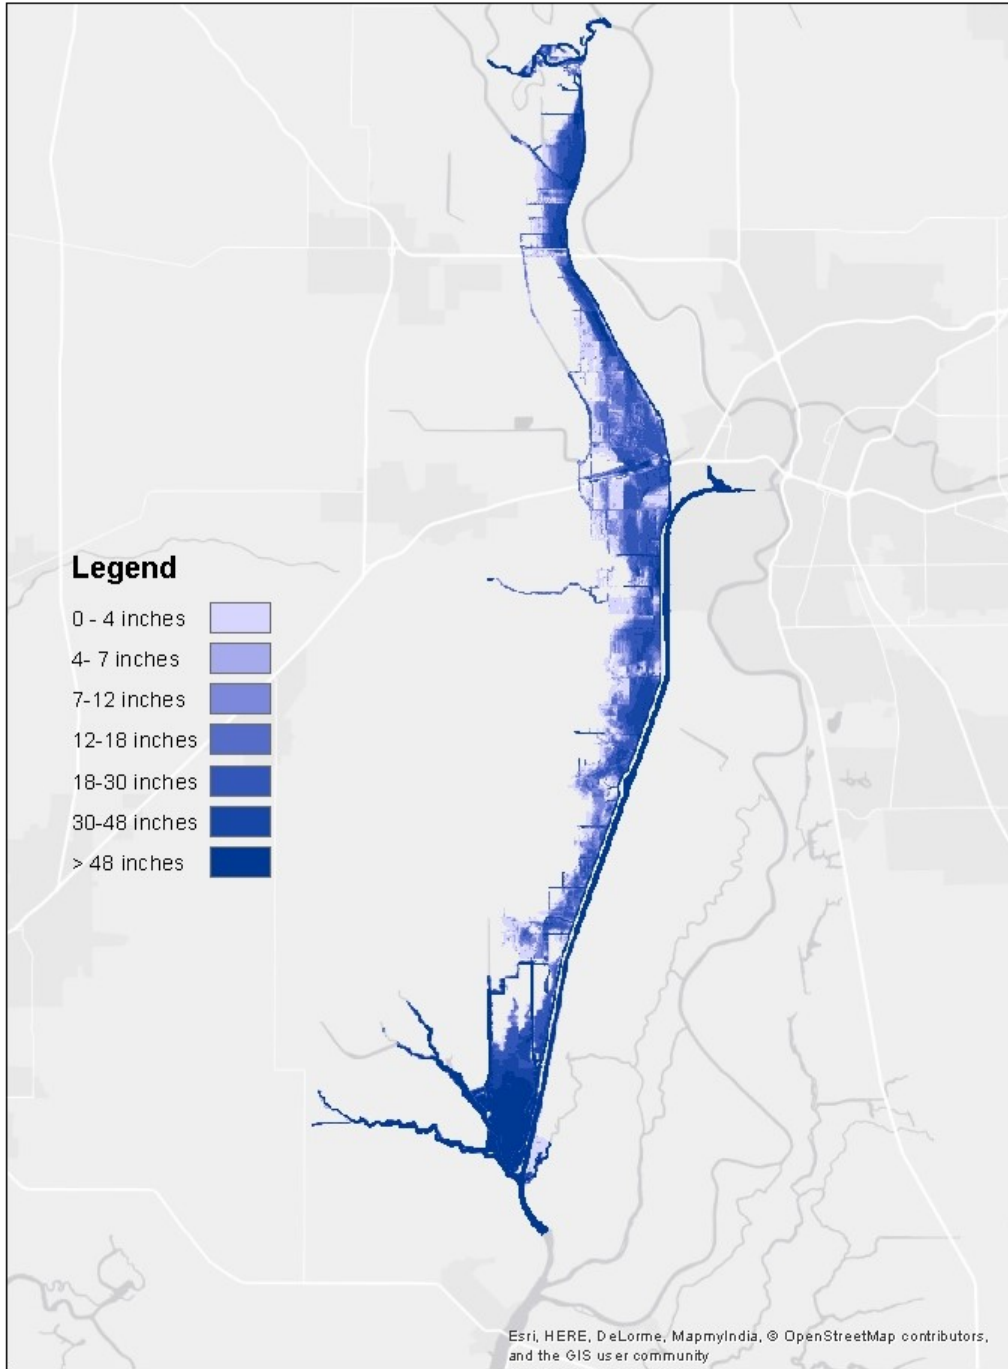 Legend
0 - 4 inches
4- 7 inches
7-12 inches
12-18 inches
18-30 inches
30-48 inches
> 48 inches
Esri, HERE, DeLorme, MapmyIndia, © OpenStreetMap contributors,
and the GIS user community